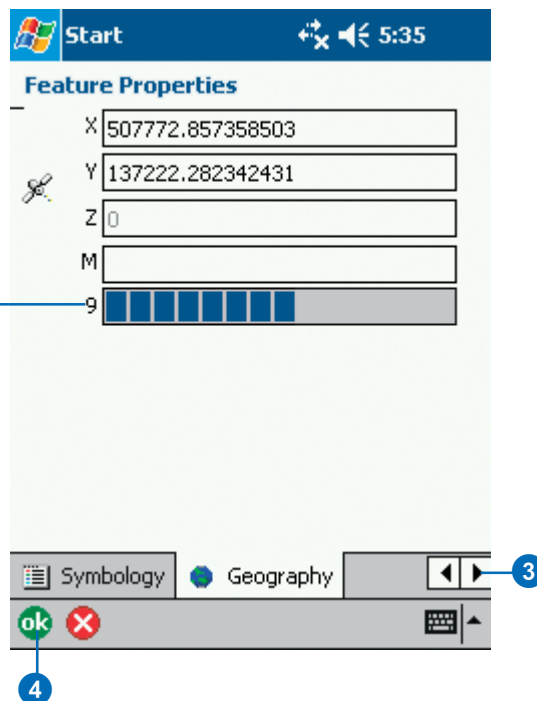 Start 5:35
Feature Properties
X 507772.857358503
Y 137222.282342431
Z 0
M
9
Symbology Geography
3
ok
4